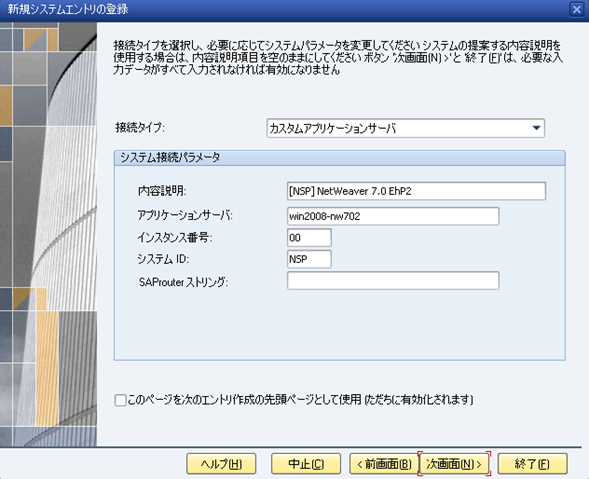 新規システムエントリの登録
接続タイプを選択し、必要に応じてシステムパラメータを変更してください システムの提案する内容説明を
使用する場合は、内容説明項目を空のままにしてください ボタン '次画面(N)>' と '終了(F)' は、必要な入
力データがすべて入力されなければ有効になりません
接続タイプ: カスタムアプリケーションサーバ
システム接続パラメータ
内容説明: [NSP] NetWeaver 7.0 EhP2
アプリケーションサーバ: win2008-nw702
インスタンス番号: 00
システム ID: NSP
SAProuter ストリング:
このページを次のエントリ作成の先頭ページとして使用 (ただちに有効化されます)
ヘルプ(H) 中止(C) <前画面(B) 次画面(N)> 終了(F)